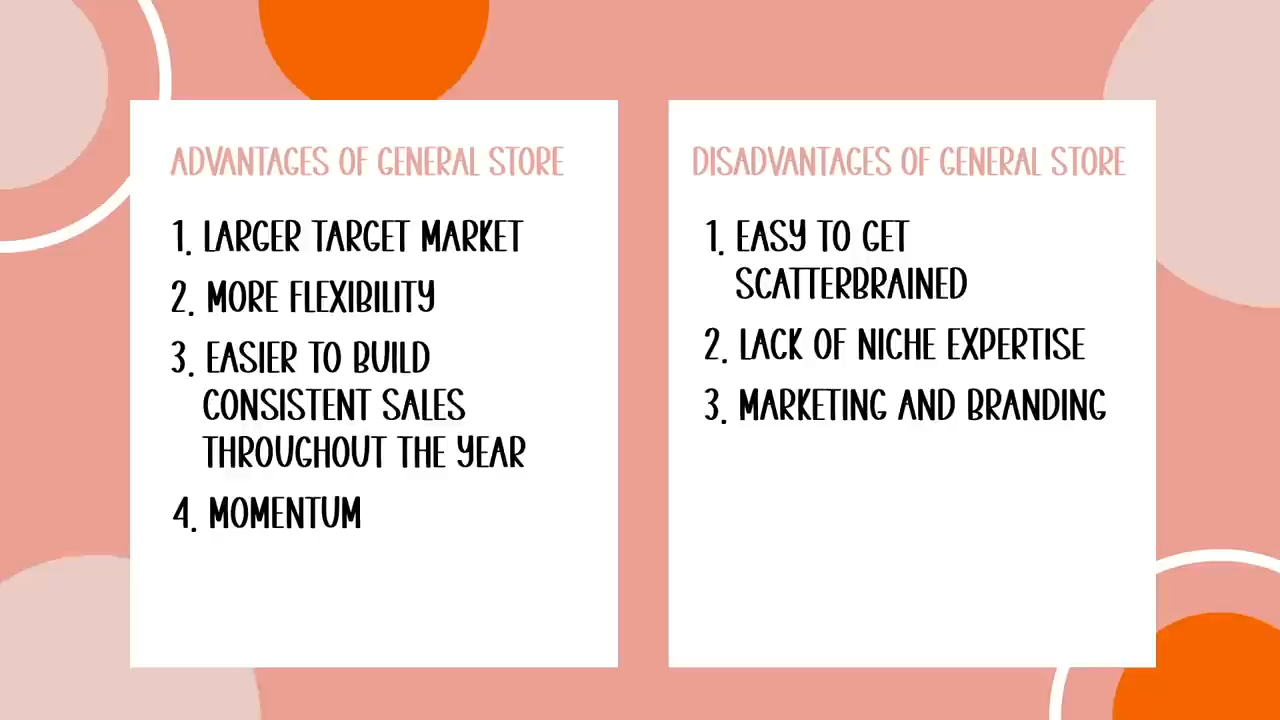 ADVANTAGES OF GENERAL STORE
1. LARGER TARGET MARKET
2. MORE FLEXIBILITY
3. EASIER TO BUILD
CONSISTENT SALES
THROUGHOUT THE YEAR
4. MOMENTUM
DISADVANTAGES OF GENERAL STORE
1. EASY TO GET
SCATTERBRAINED
2. LACK OF NICHE EXPERTISE
3. MARKETING AND BRANDING